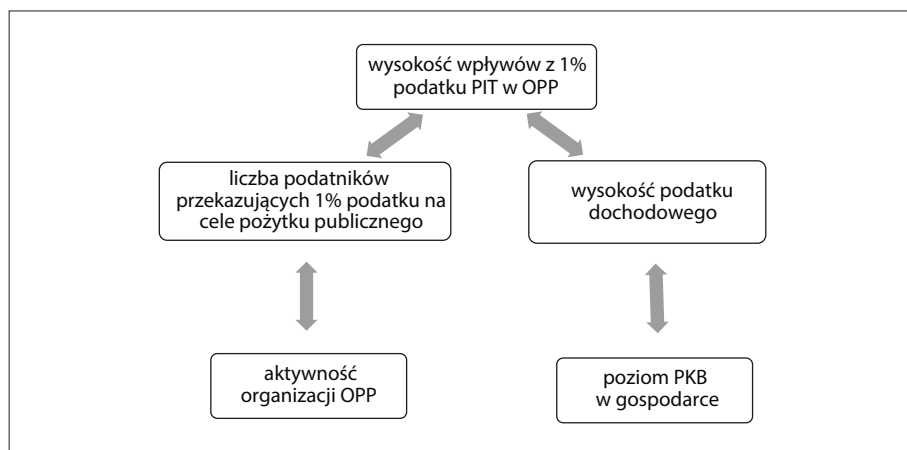 wysokość wpływów z 1%
podatku PIT w OPP
liczba podatników
przekazujących 1% podatku na
cele pożytku publicznego
wysokość podatku
dochodowego
aktywność
organizacji OPP
poziom PKB
w gospodarce